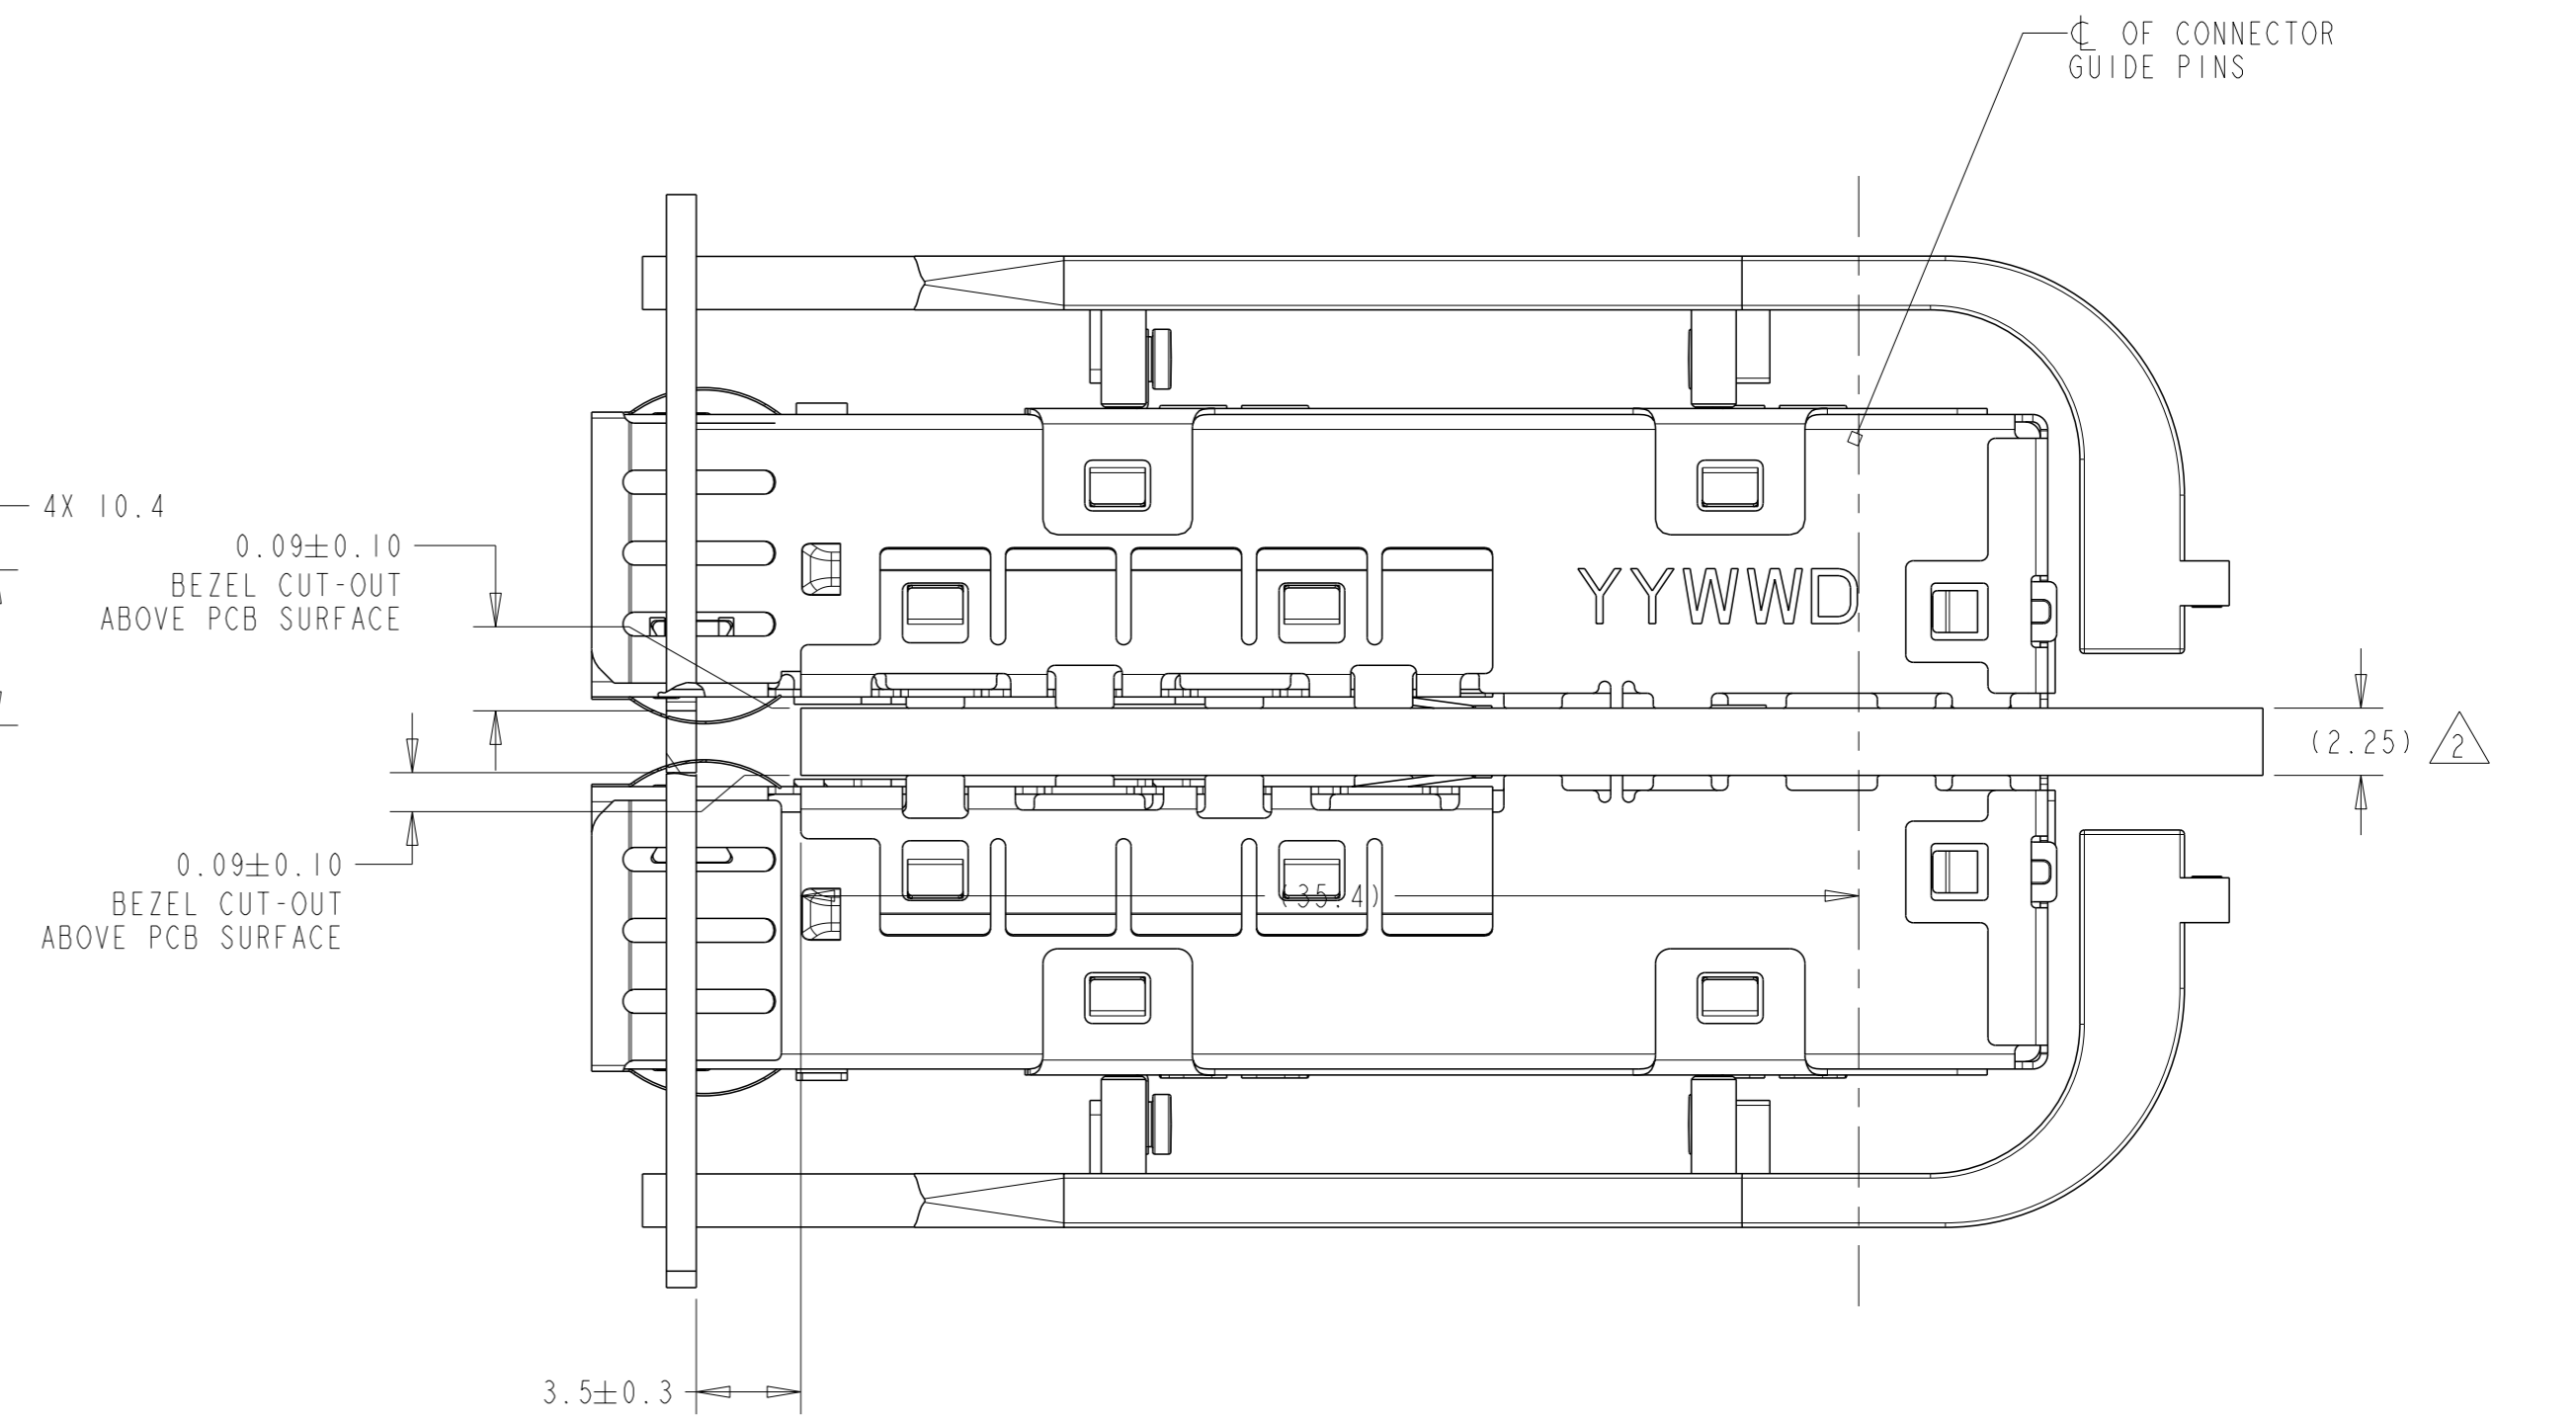 ℄ OF CONNECTOR
GUIDE PINS
4X 10.4
0.09±0.10
BEZEL CUT-OUT
ABOVE PCB SURFACE
YYWWD
(2.25) 2
0.09±0.10
BEZEL CUT-OUT
ABOVE PCB SURFACE
(35.4)
3.5±0.3